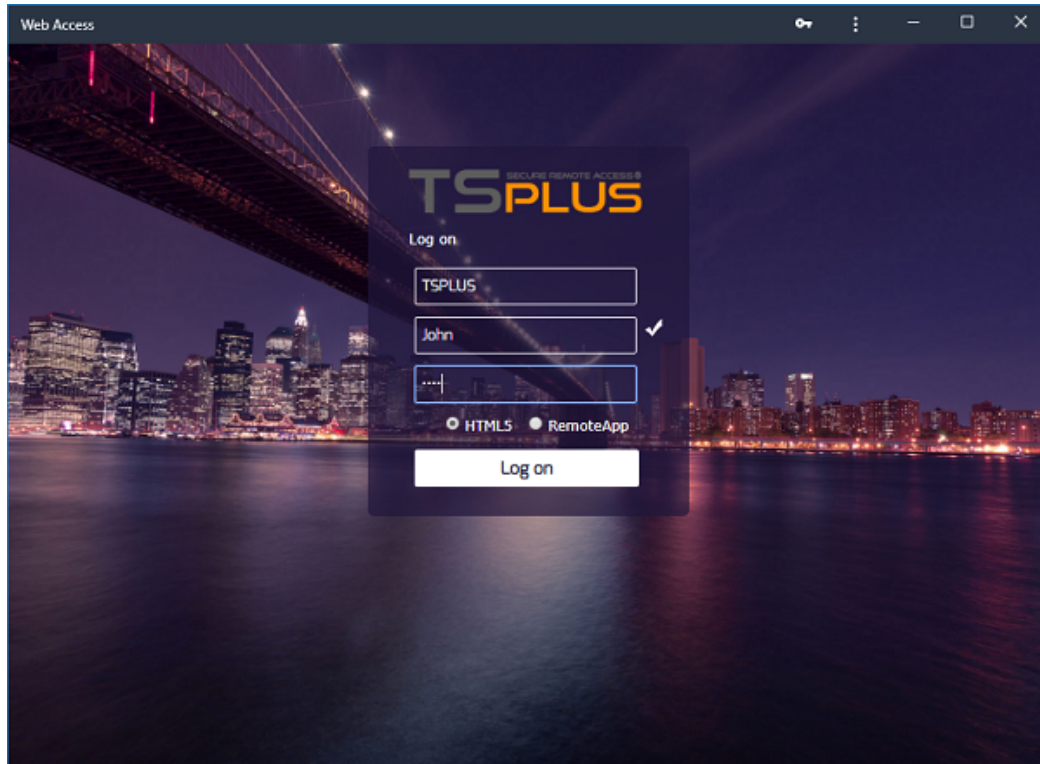 Web Access
TSPLUS
SECURE REMOTE ACCESS®
Log on
TSPLUS
John
----
HTML5 RemoteApp
Log on